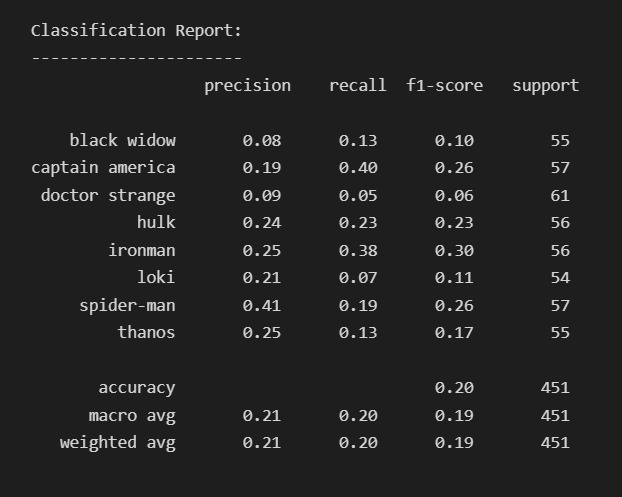 Classification Report:
----------------------
precision recall f1-score support
black widow 0.08 0.13 0.10 55
captain america 0.19 0.40 0.26 57
doctor strange 0.09 0.05 0.06 61
hulk 0.24 0.23 0.23 56
ironman 0.25 0.38 0.30 56
loki 0.21 0.07 0.11 54
spider-man 0.41 0.19 0.26 57
thanos 0.25 0.13 0.17 55
accuracy 0.20 451
macro avg 0.21 0.20 0.19 451
weighted avg 0.21 0.20 0.19 451